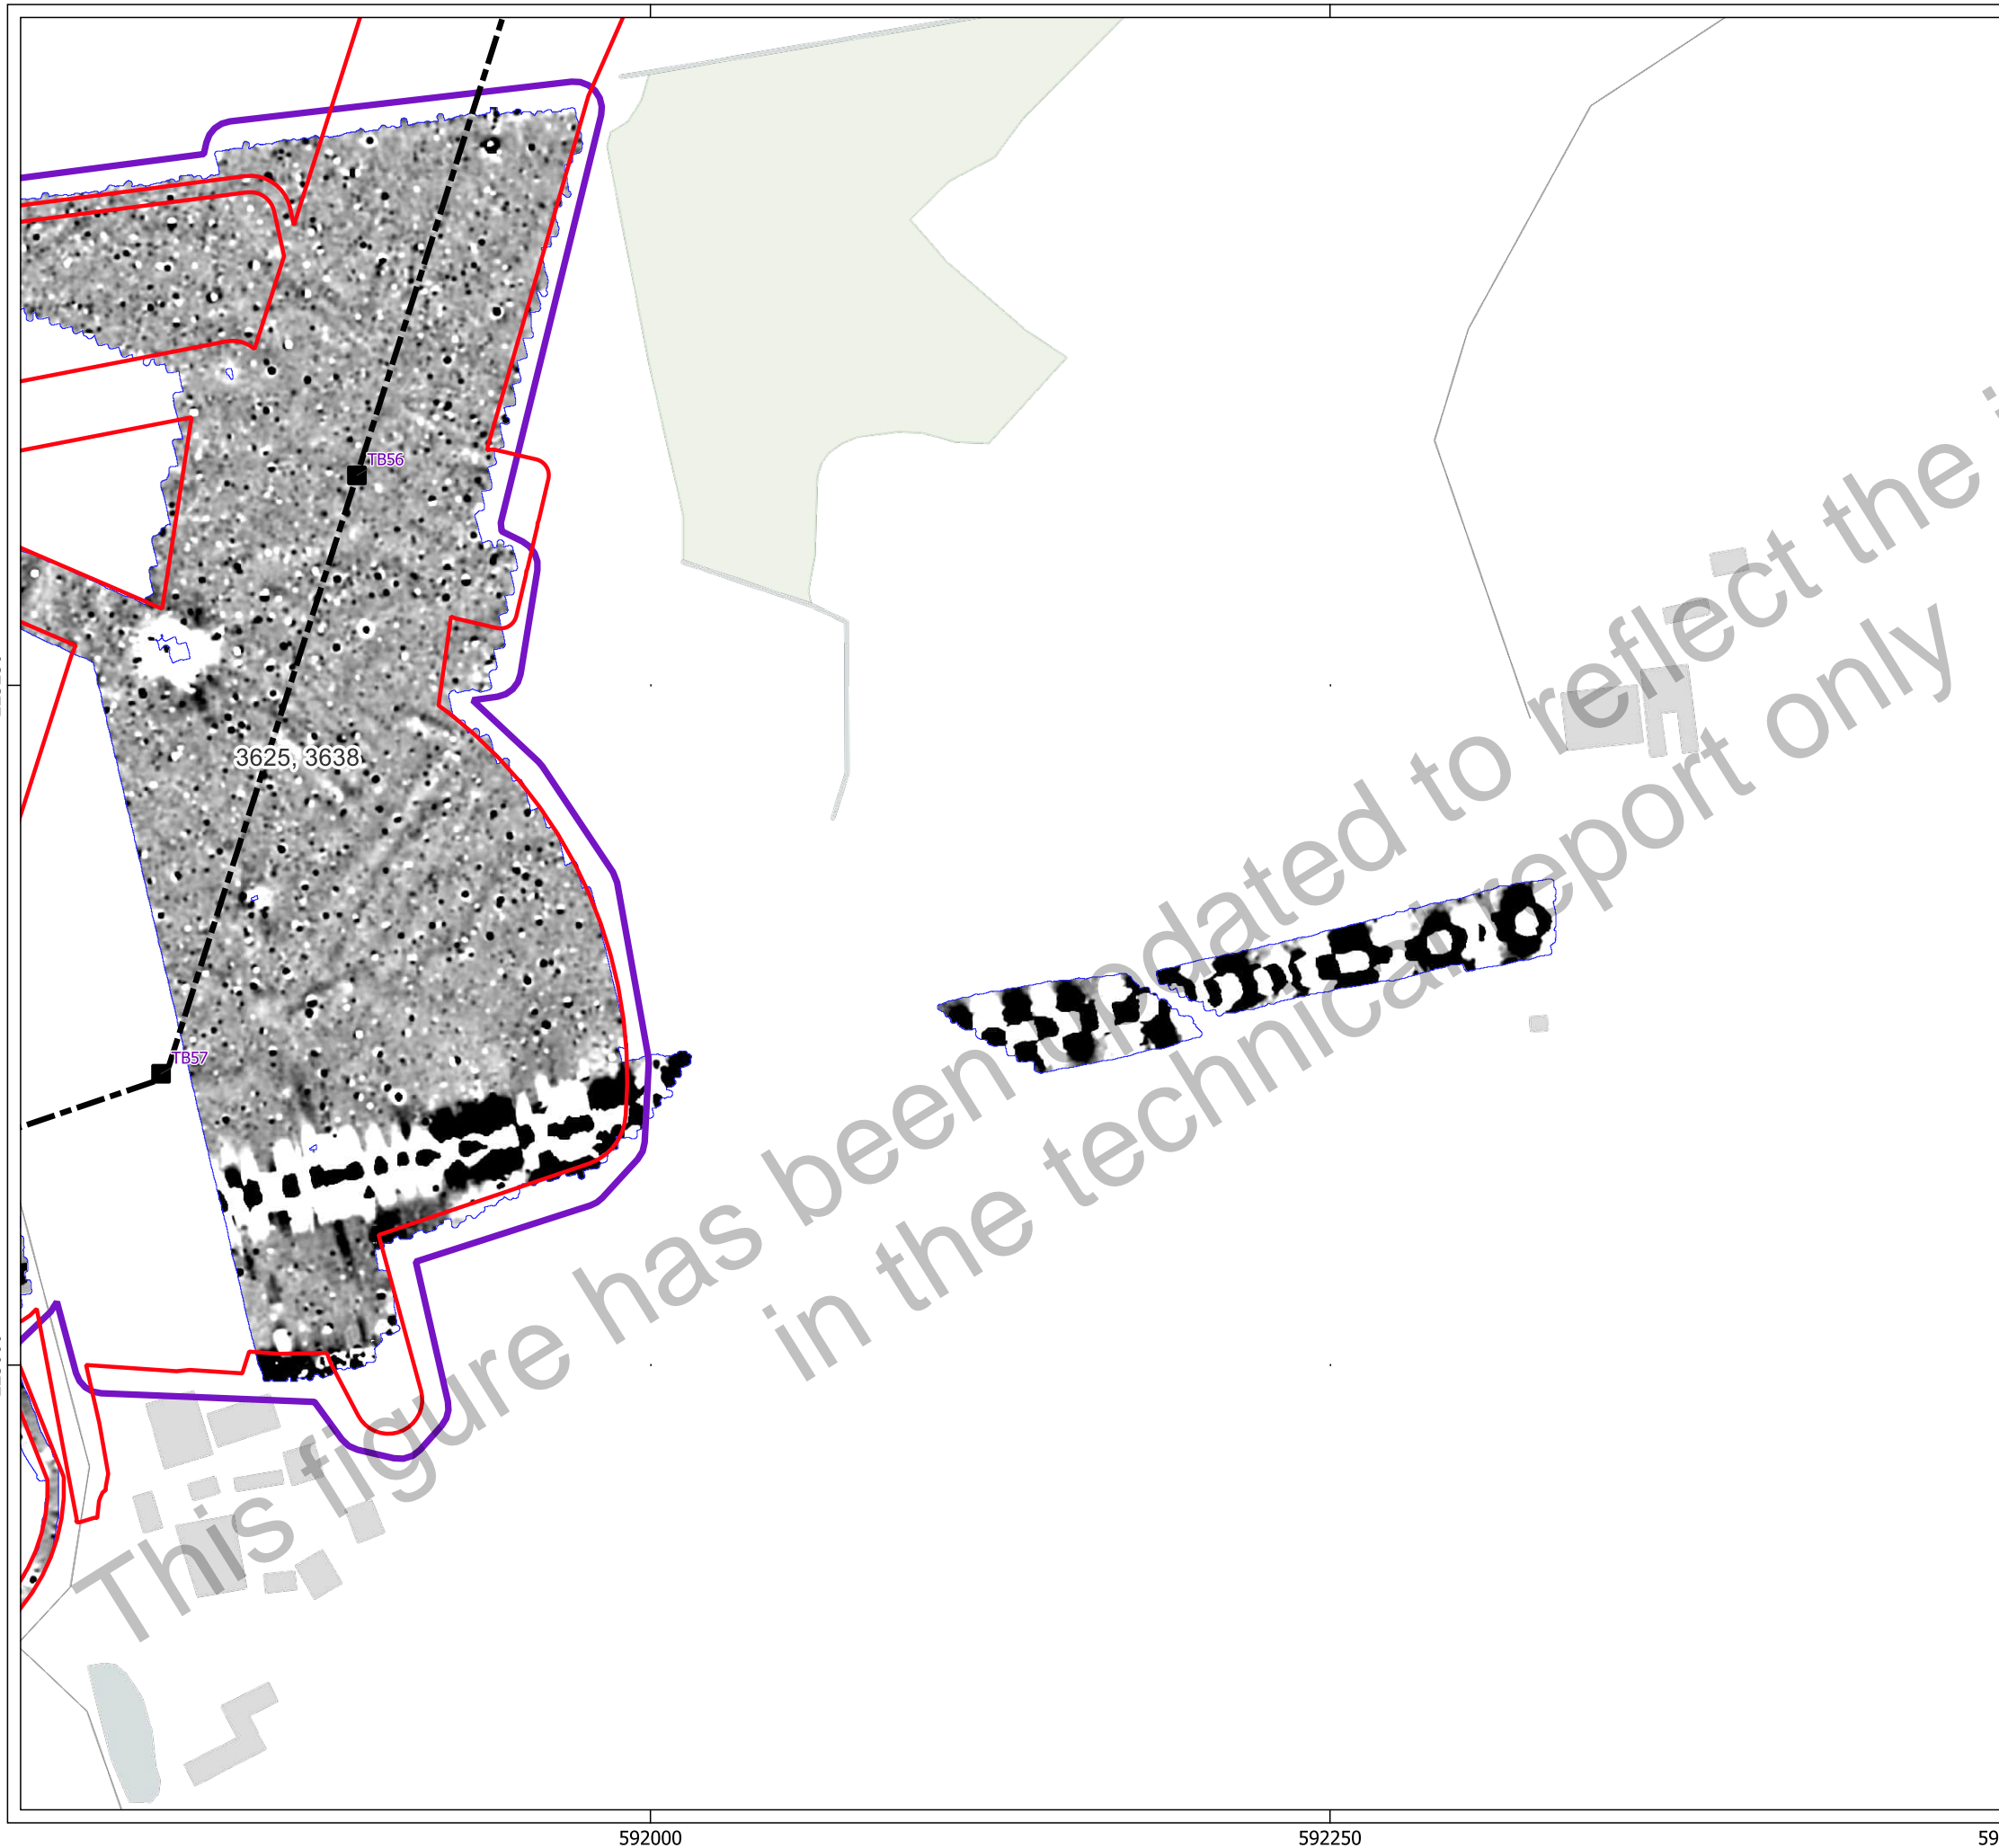 TB56
3625, 3638
TB57
This figure has been updated to reflect the
in the technical report only
592000
592250